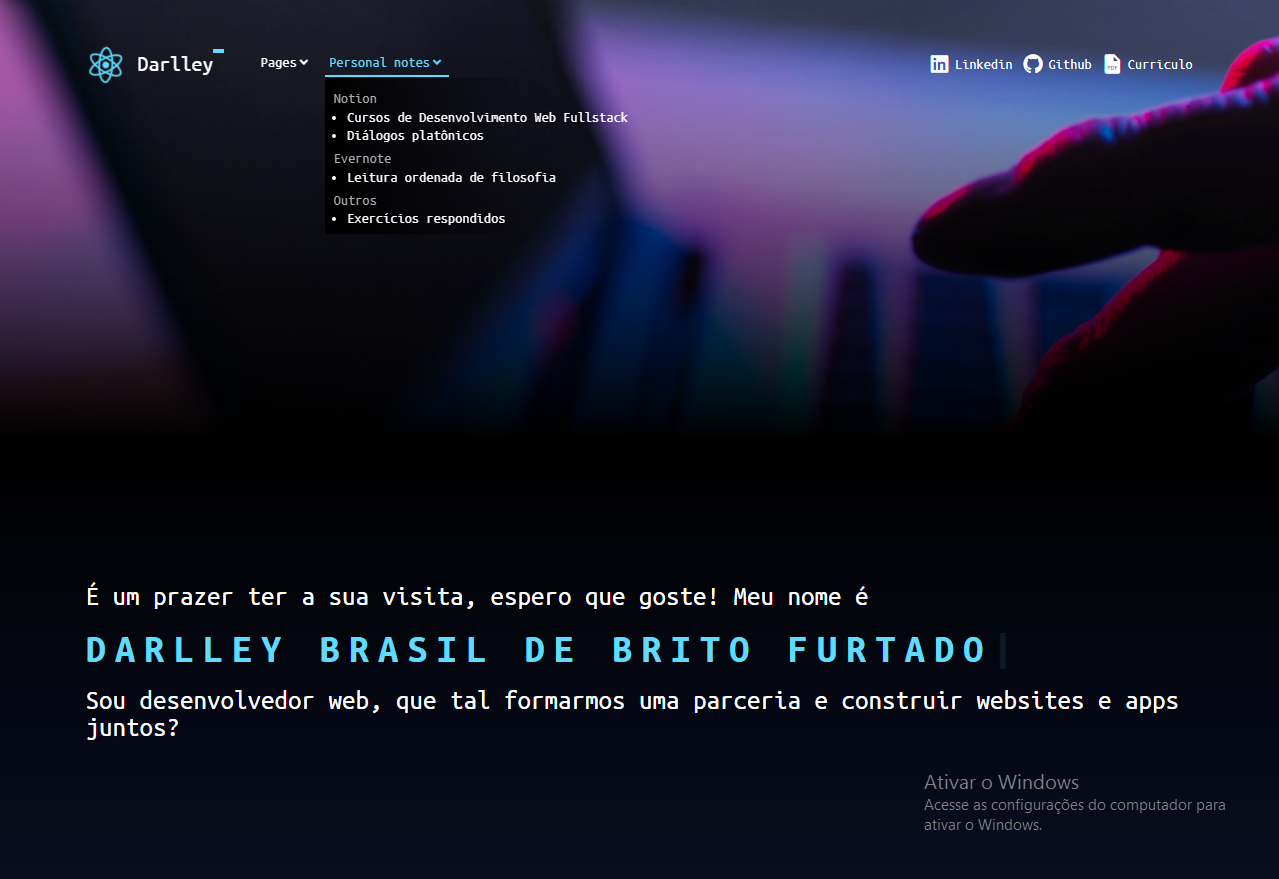 Darlley
Pages
Personal notes
Linkedin
Github
PDF
Curriculo
Notion
Cursos de Desenvolvimento Web Fullstack
Diálogos platônicos
Evernote
Leitura ordenada de filosofia
Outros
Exercícios respondidos
É um prazer ter a sua visita, espero que goste! Meu nome é
DARLLEY BRASIL DE BRITO FURTADO
Sou desenvolvedor web, que tal formarmos uma parceria e construir websites e apps
juntos?
Ativar o Windows
Acesse as configurações do computador para
ativar o Windows.